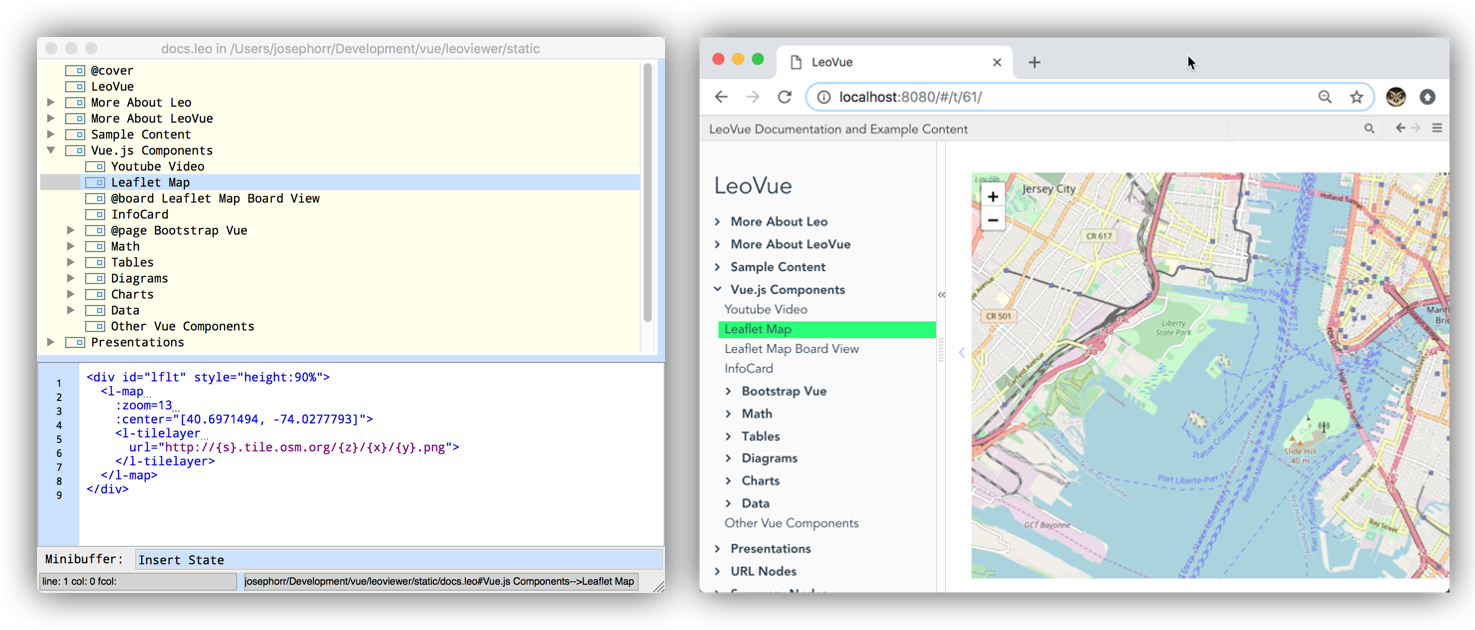 docs.leo in /Users/josephorr/Development/vue/leoviewer/static
@cover
LeoVue
More About Leo
More About LeoVue
Sample Content
Vue.js Components
Youtube Video
Leaflet Map
@board Leaflet Map Board View
InfoCard
@page Bootstrap Vue
Math
Tables
Diagrams
Charts
Data
Other Vue Components
Presentations
1 <div id="lflt" style="height:90%">
2 <l-map
3 :zoom=13
4 :center="[40.6971494, -74.0277793]">
5 <l-tilelayer
6 url="http://{s}.tile.osm.org/{z}/{x}/{y}.png">
7 </l-tilelayer>
8 </l-map>
9 </div>
Minibuffer: Insert State
line: 1 col: 0 fcol:
josephorr/Development/vue/leoviewer/static/docs.leo#Vue.js Components-->Leaflet Map
LeoVue
localhost:8080/#/t/61/
LeoVue Documentation and Example Content
LeoVue
More About Leo
More About LeoVue
Sample Content
Vue.js Components
Youtube Video
Leaflet Map
Leaflet Map Board View
InfoCard
Bootstrap Vue
Math
Tables
Diagrams
Charts
Data
Other Vue Components
Presentations
URL Nodes
+
−
Lincoln
Jersey City
Holland
CR 617
CR 501
Liberty
State Park
Manh
Bri
Slide Hill
40 m
Port Liberte-Pier
Van Brunt Street
Bay Street
GCT Bayonne